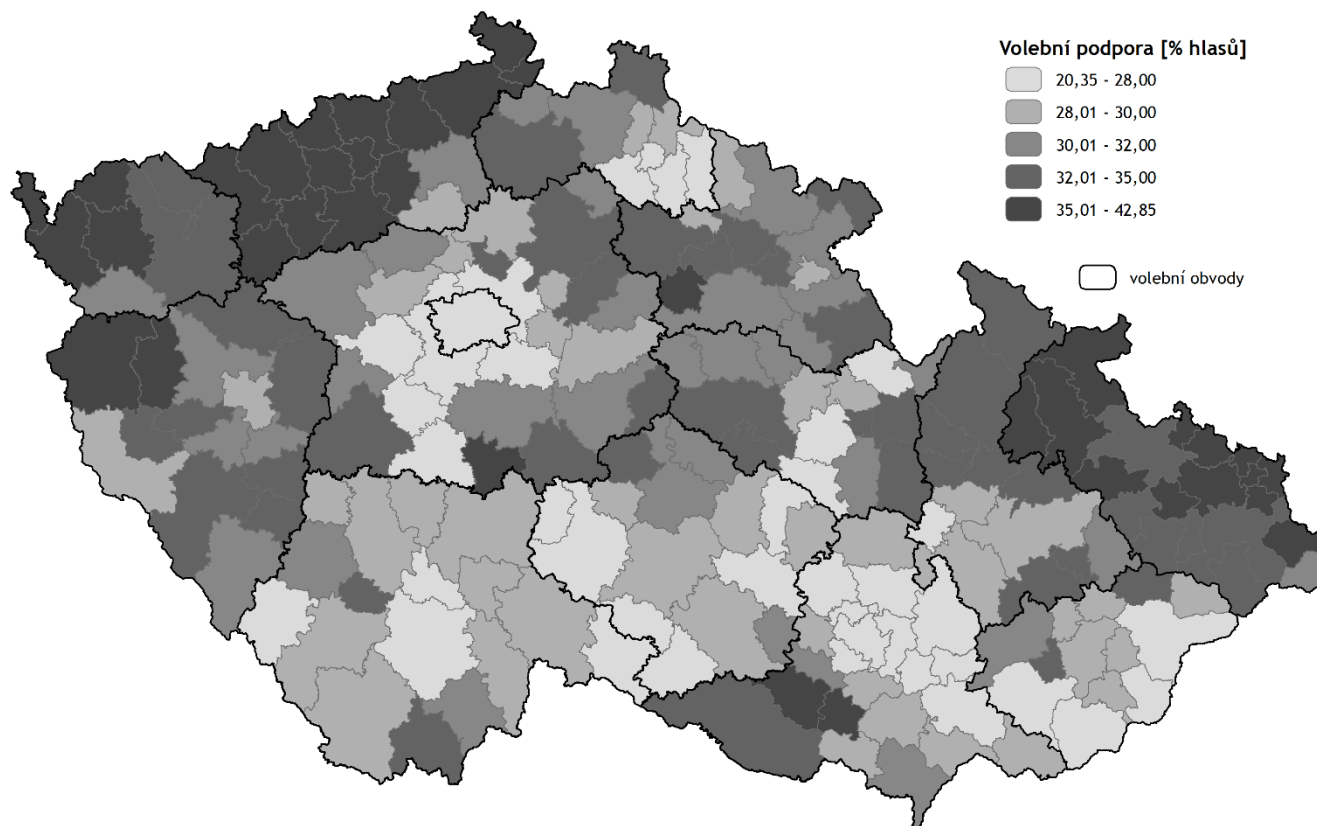 Volební podpora [% hlasů]
20,35 - 28,00
28,01 - 30,00
30,01 - 32,00
32,01 - 35,00
35,01 - 42,85
volební obvody